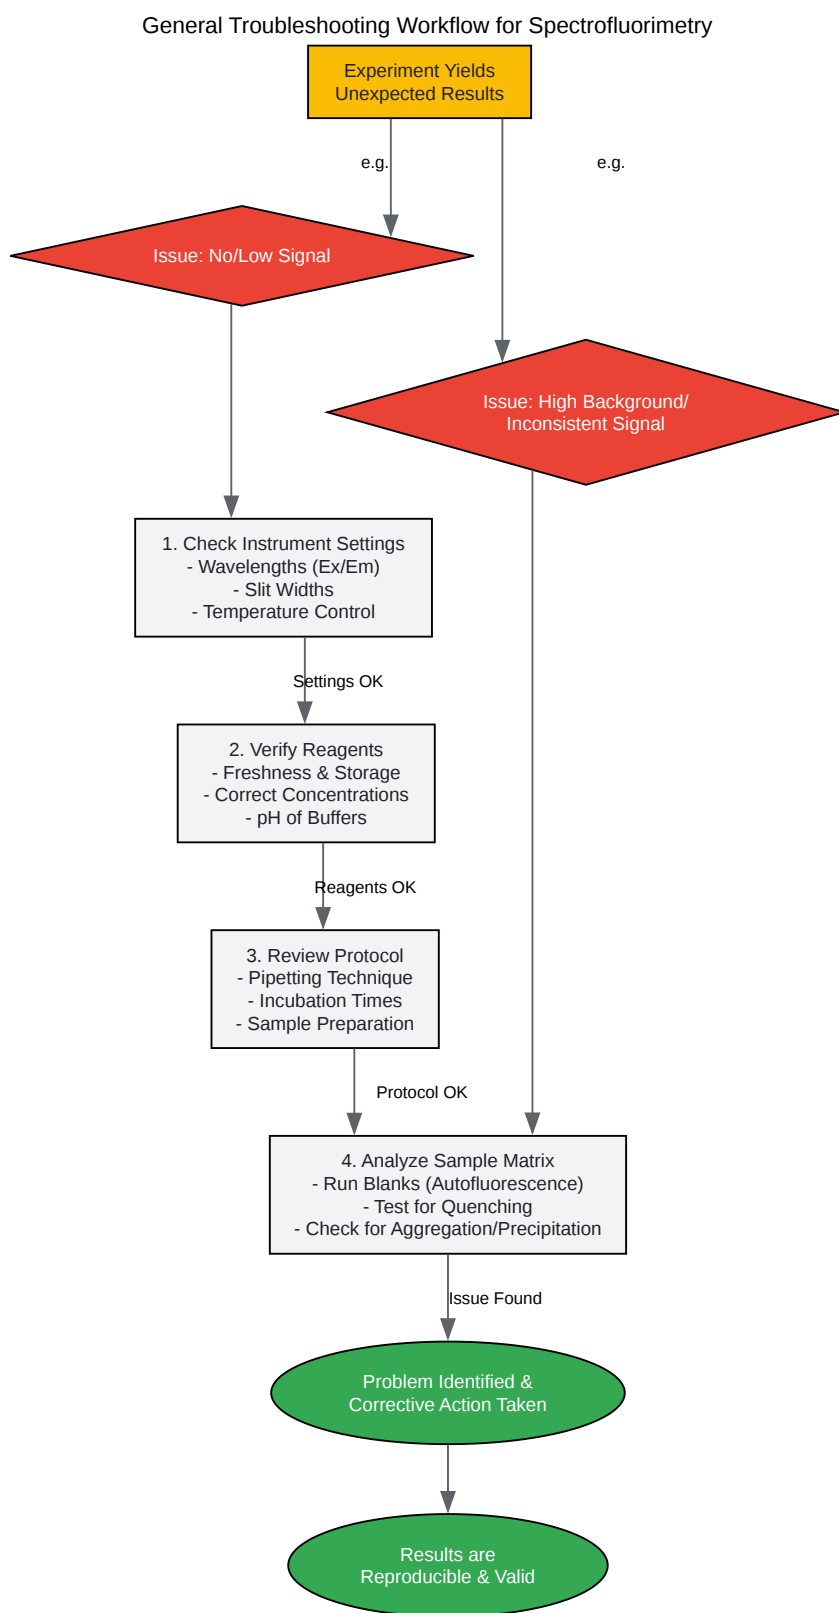 General Troubleshooting Workflow for Spectrofluorimetry
Experiment Yields
Unexpected Results
e.g.
e.g.
Issue: No/Low Signal
Issue: High Background/
Inconsistent Signal
1. Check Instrument Settings
- Wavelengths (Ex/Em)
- Slit Widths
- Temperature Control
Settings OK
2. Verify Reagents
- Freshness & Storage
- Correct Concentrations
- pH of Buffers
Reagents OK
3. Review Protocol
- Pipetting Technique
- Incubation Times
- Sample Preparation
Protocol OK
4. Analyze Sample Matrix
- Run Blanks (Autofluorescence)
- Test for Quenching
- Check for Aggregation/Precipitation
Issue Found
Problem Identified &
Corrective Action Taken
Results are
Reproducible & Valid